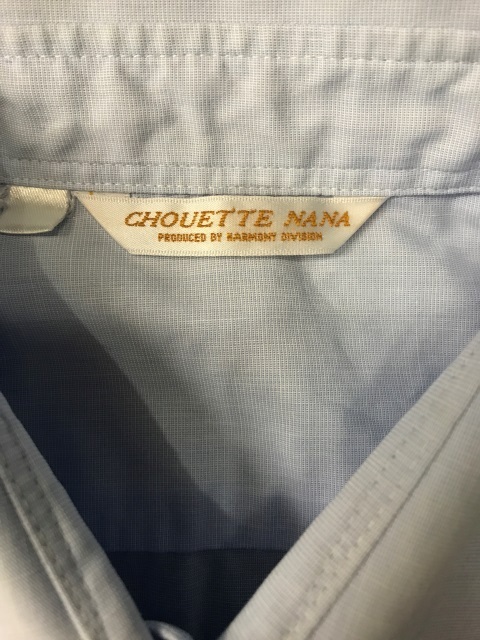 CHOUETTE NANA
PRODUCED BY HARMONY DIVISION